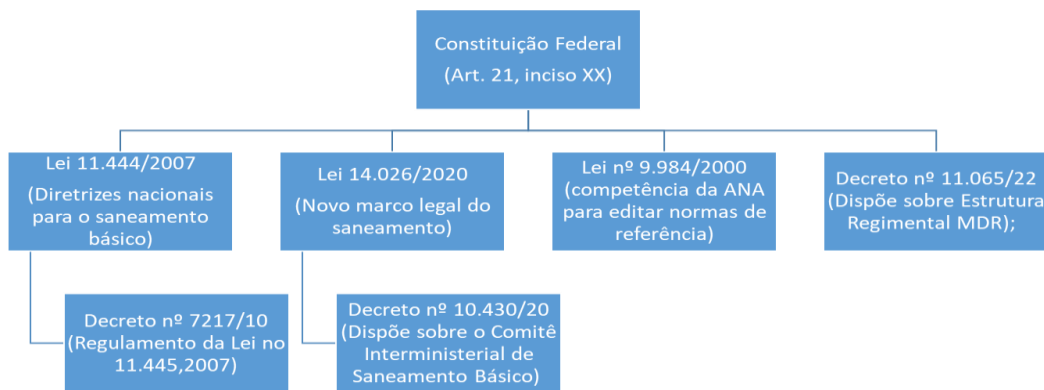 Constituição Federal
(Art. 21, inciso XX)
Lei 11.444/2007
(Diretrizes nacionais
para o saneamento
básico)
Lei 14.026/2020
(Novo marco legal do
saneamento)
Lei nº 9.984/2000
(competência da ANA
para editar normas de
referência)
Decreto nº 11.065/22
(Dispõe sobre Estrutura
Regimental MDR);
Decreto nº 7217/10
(Regulamento da Lei no
11.445,2007)
Decreto nº 10.430/20
(Dispõe sobre o Comitê
Interministerial de
Saneamento Básico)